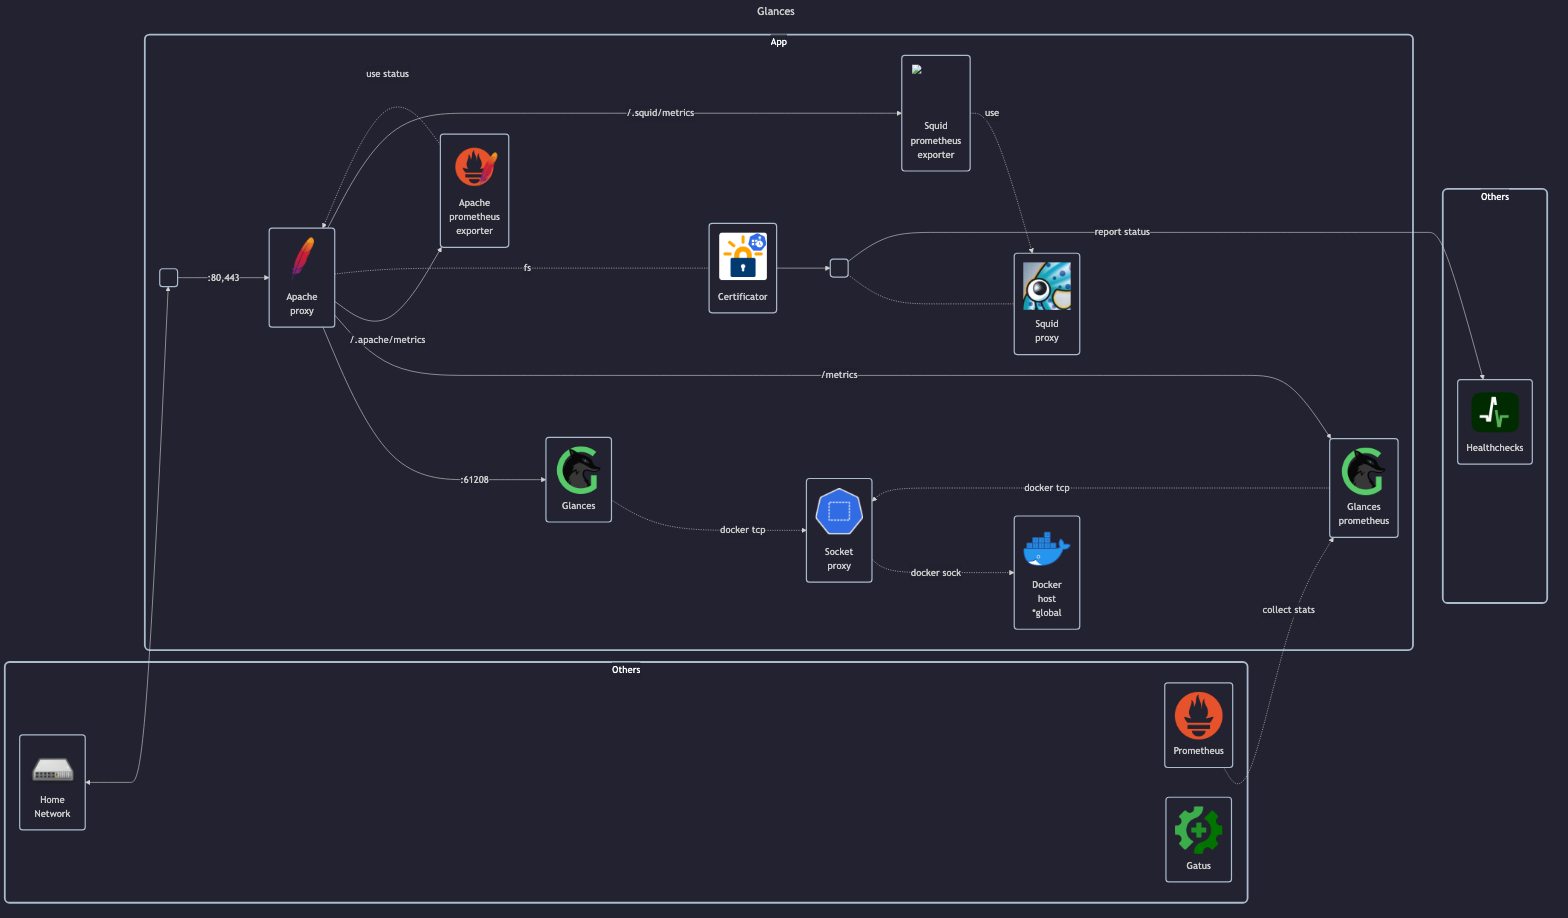 Glances
App
use status
/.squid/metrics
Squid
prometheus
exporter
use
Apache
prometheus
exporter
Others
report status
:80,443
Apache
proxy
fs
Certificator
Squid
proxy
/.apache/metrics
/metrics
Healthchecks
:61208
Glances
docker tcp
docker tcp
Glances
prometheus
Socket
proxy
docker sock
Docker
host
*global
collect stats
Others
Prometheus
Home
Network
Gatus